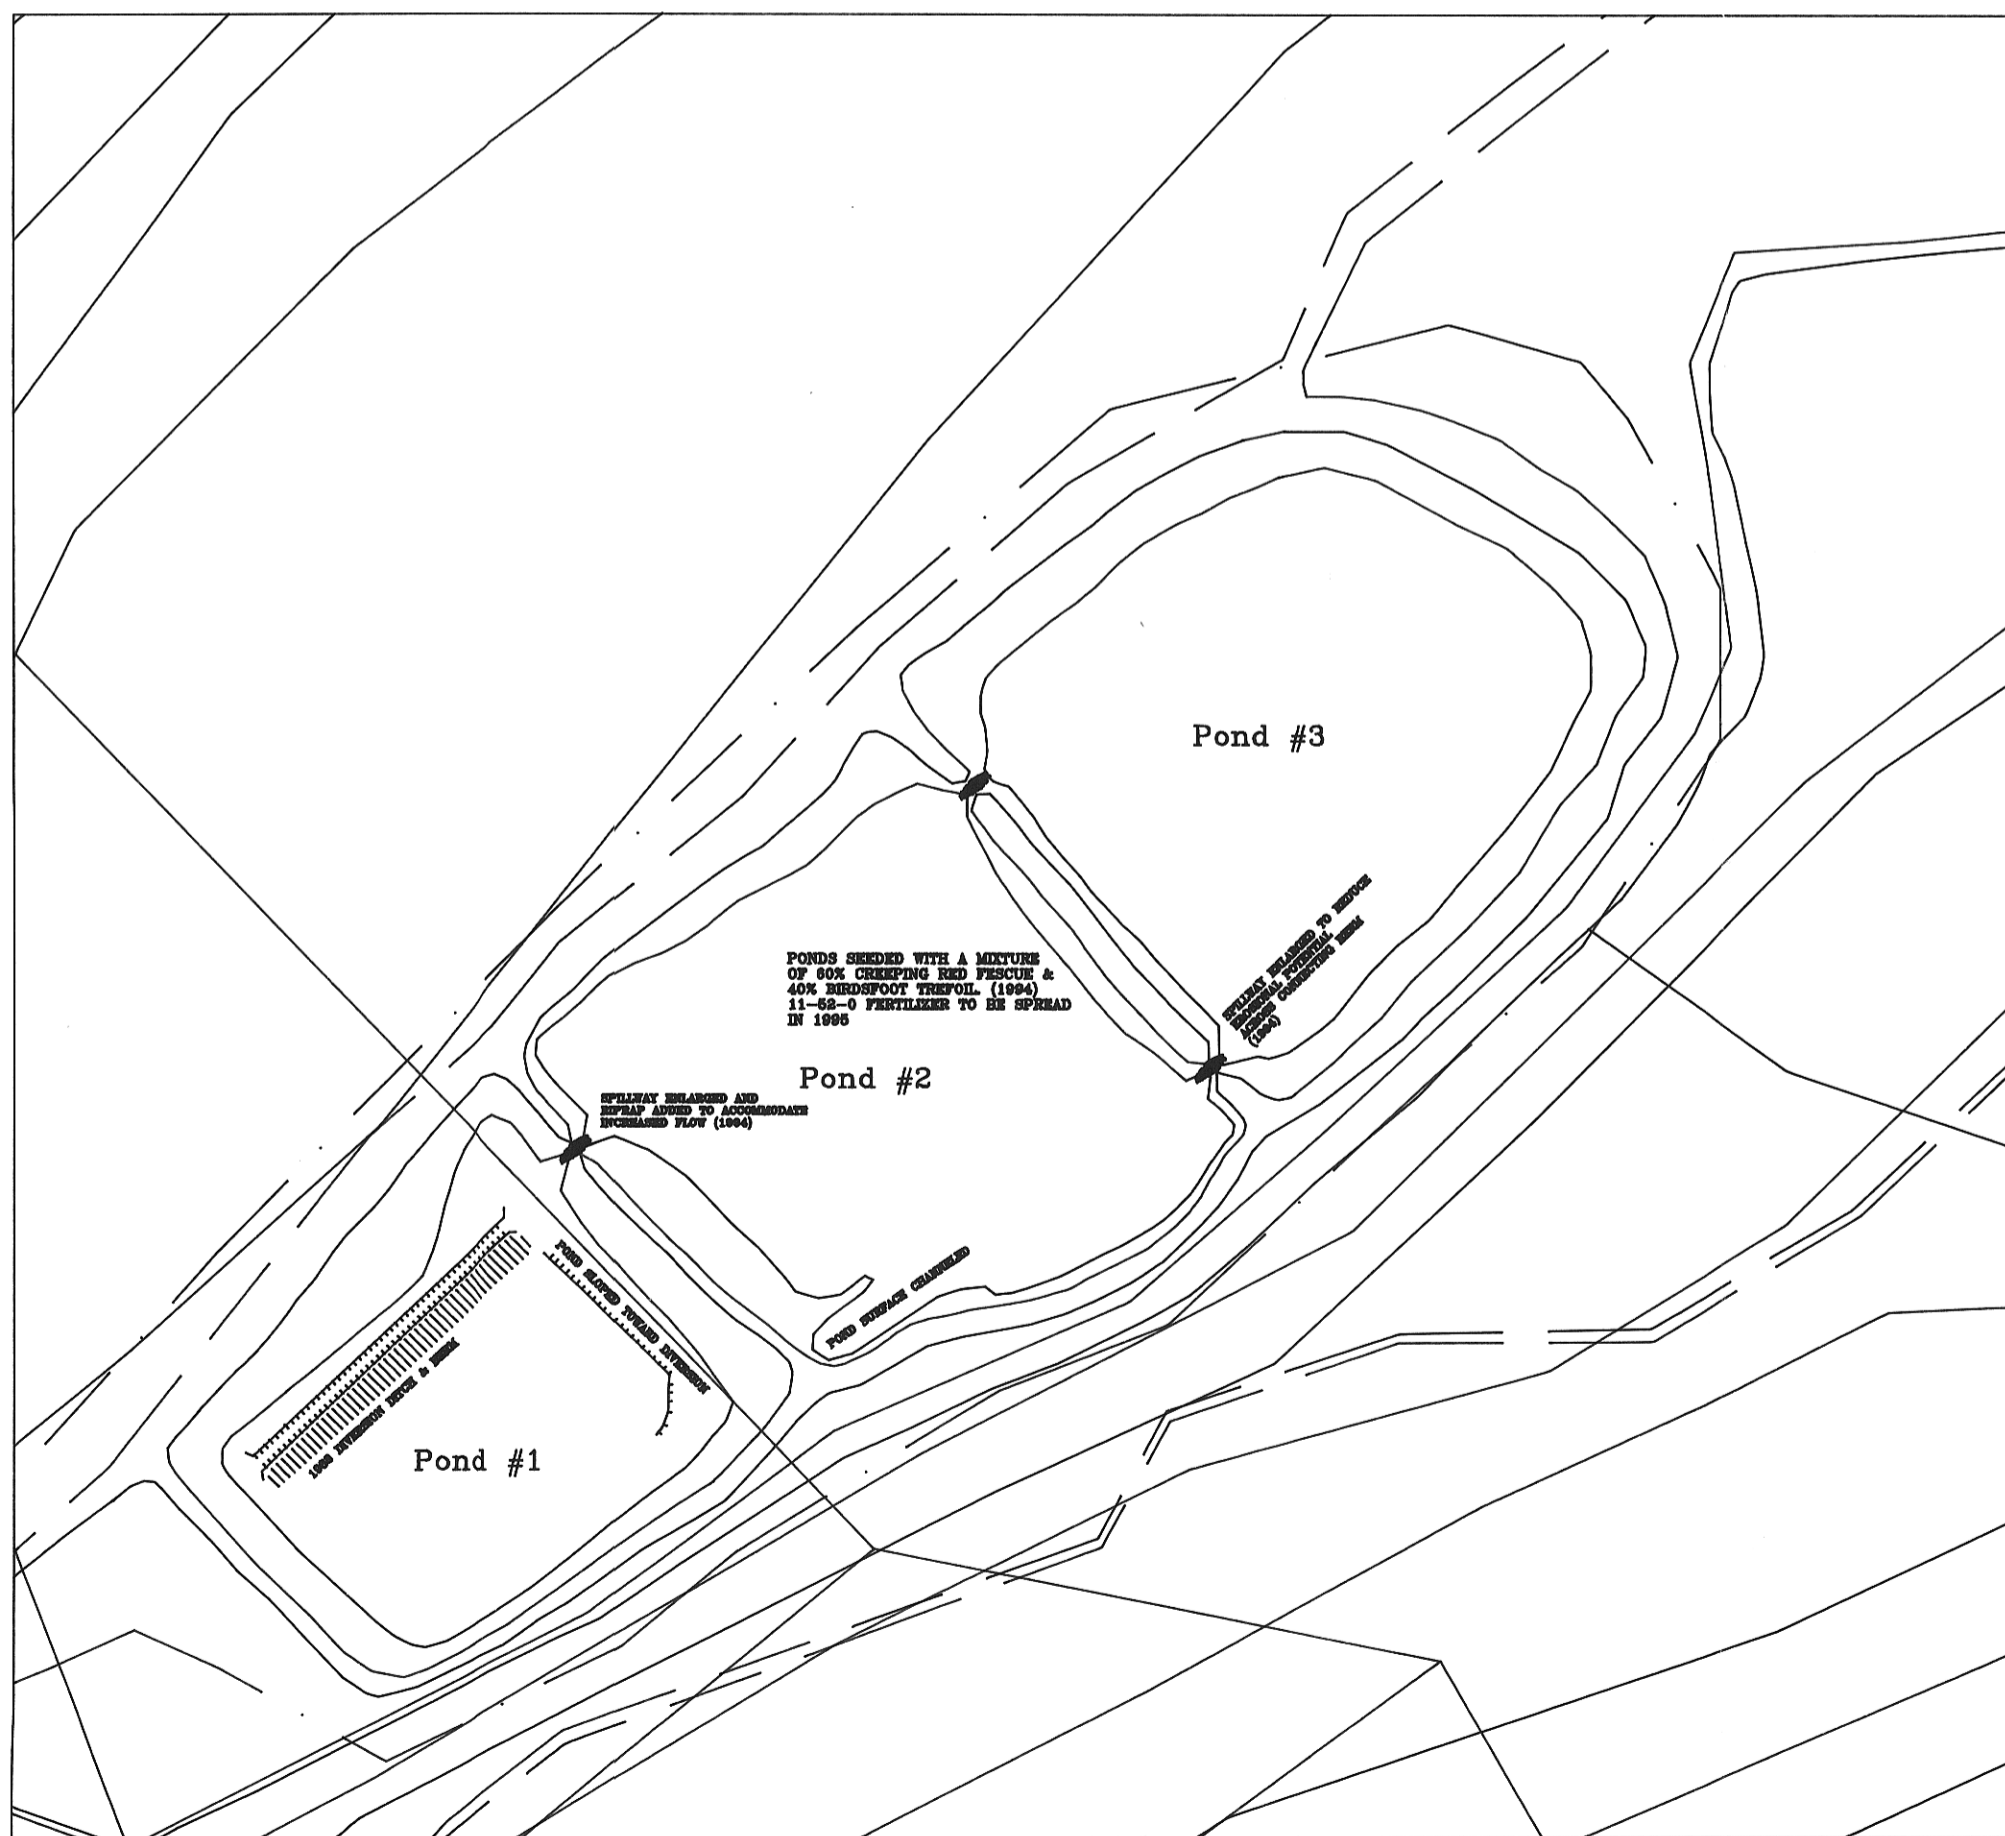 Pond #3
SPILLWAY ENLARGED TO REDUCE
EROSIONAL POTENTIAL
ACROSS CONNECTING BERM
(1994)
PONDS SEEDED WITH A MIXTURE
OF 60% CREEPING RED FESCUE &
40% BIRDSFOOT TREFOIL. (1994)
11-52-0 FERTILIZER TO BE SPREAD
IN 1995
Pond #2
SPILLWAY ENLARGED AND
RIPRAP ADDED TO ACCOMMODATE
INCREASED FLOW (1994)
POND SURFACE CHANNELED
POND SLOPED TOWARD DIVERSION
DIVERSION DITCH & BERM
Pond #1